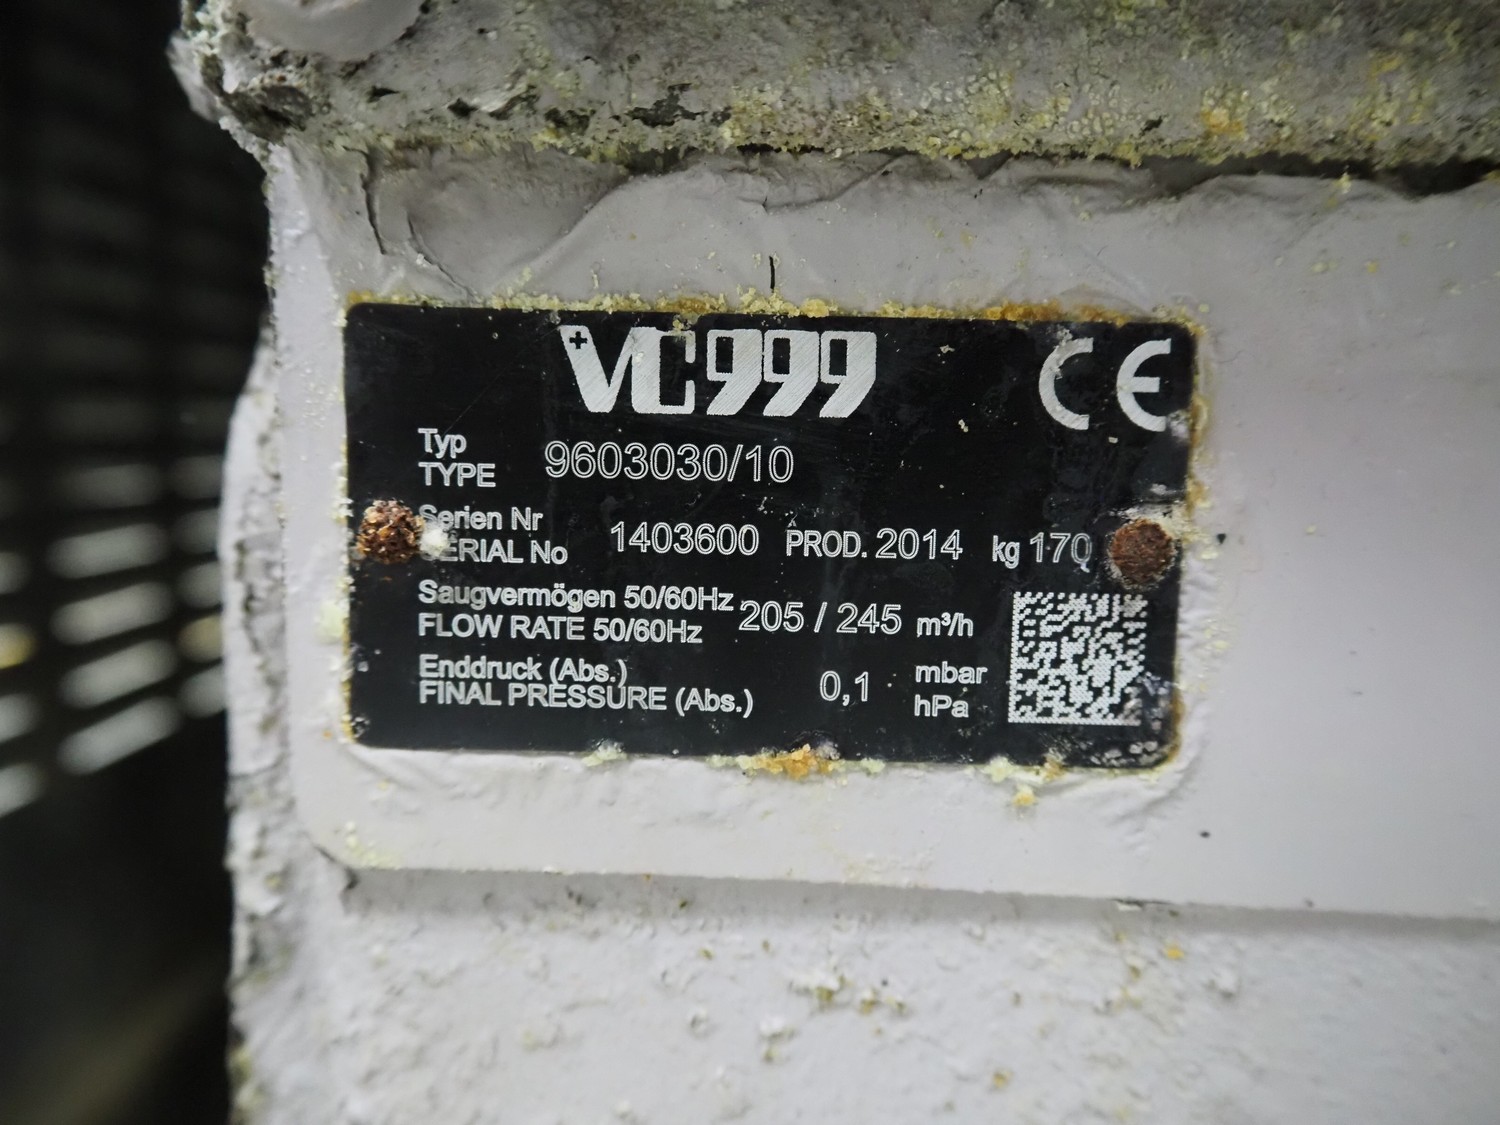 VC999 CE
Typ
TYPE 9603030/10
Serien Nr
SERIAL No 1403600 PROD. 2014 kg 170
Saugvermögen 50/60Hz
FLOW RATE 50/60Hz 205 / 245 m³/h
Enddruck (Abs.)
FINAL PRESSURE (Abs.) 0,1 mbar
hPa